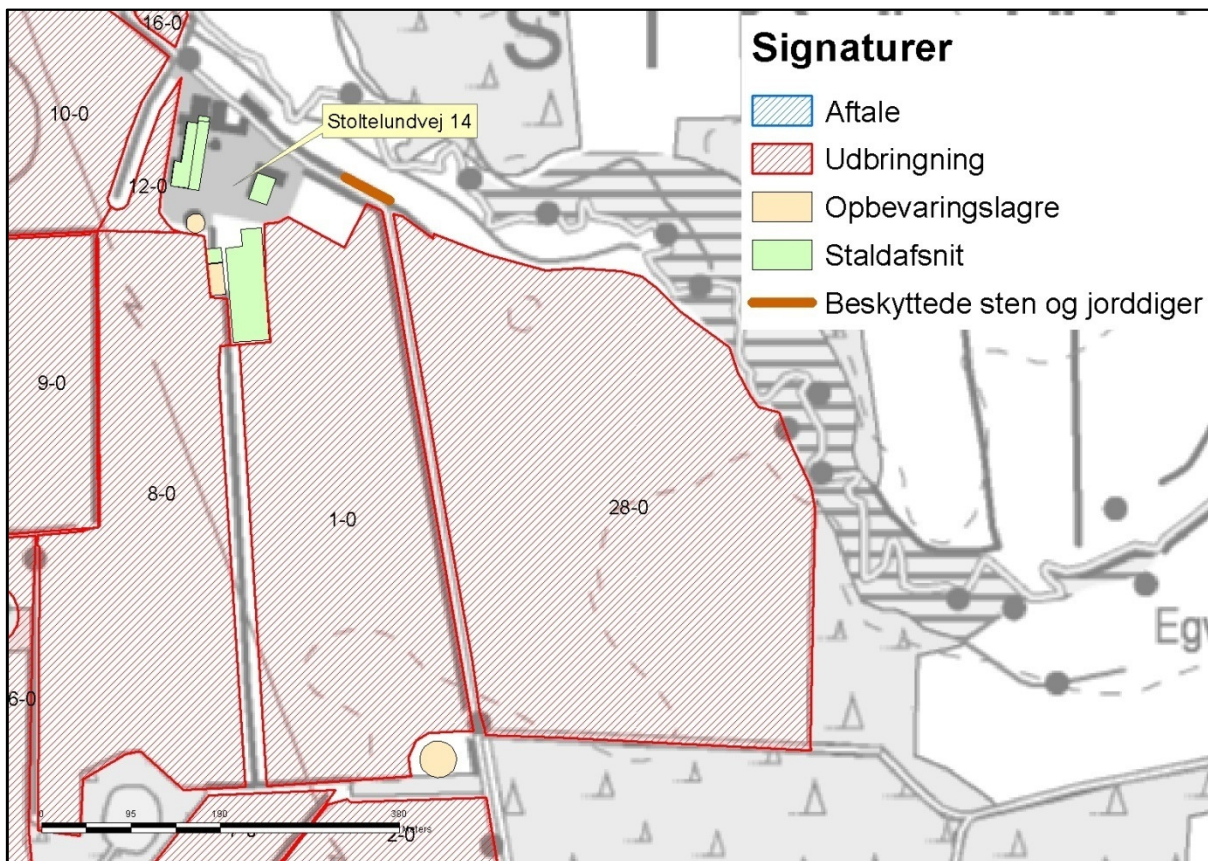 16-0
S
Signaturer
10-0
Aftale
Stoltelundvej 14
Udbringning
12-0
Opbevaringslagre
Staldafsnit
Beskyttede sten og jorddiger
9-0
8-0
1-0
28-0
Eg
6-0
0 95 190 380
Meters
2-0